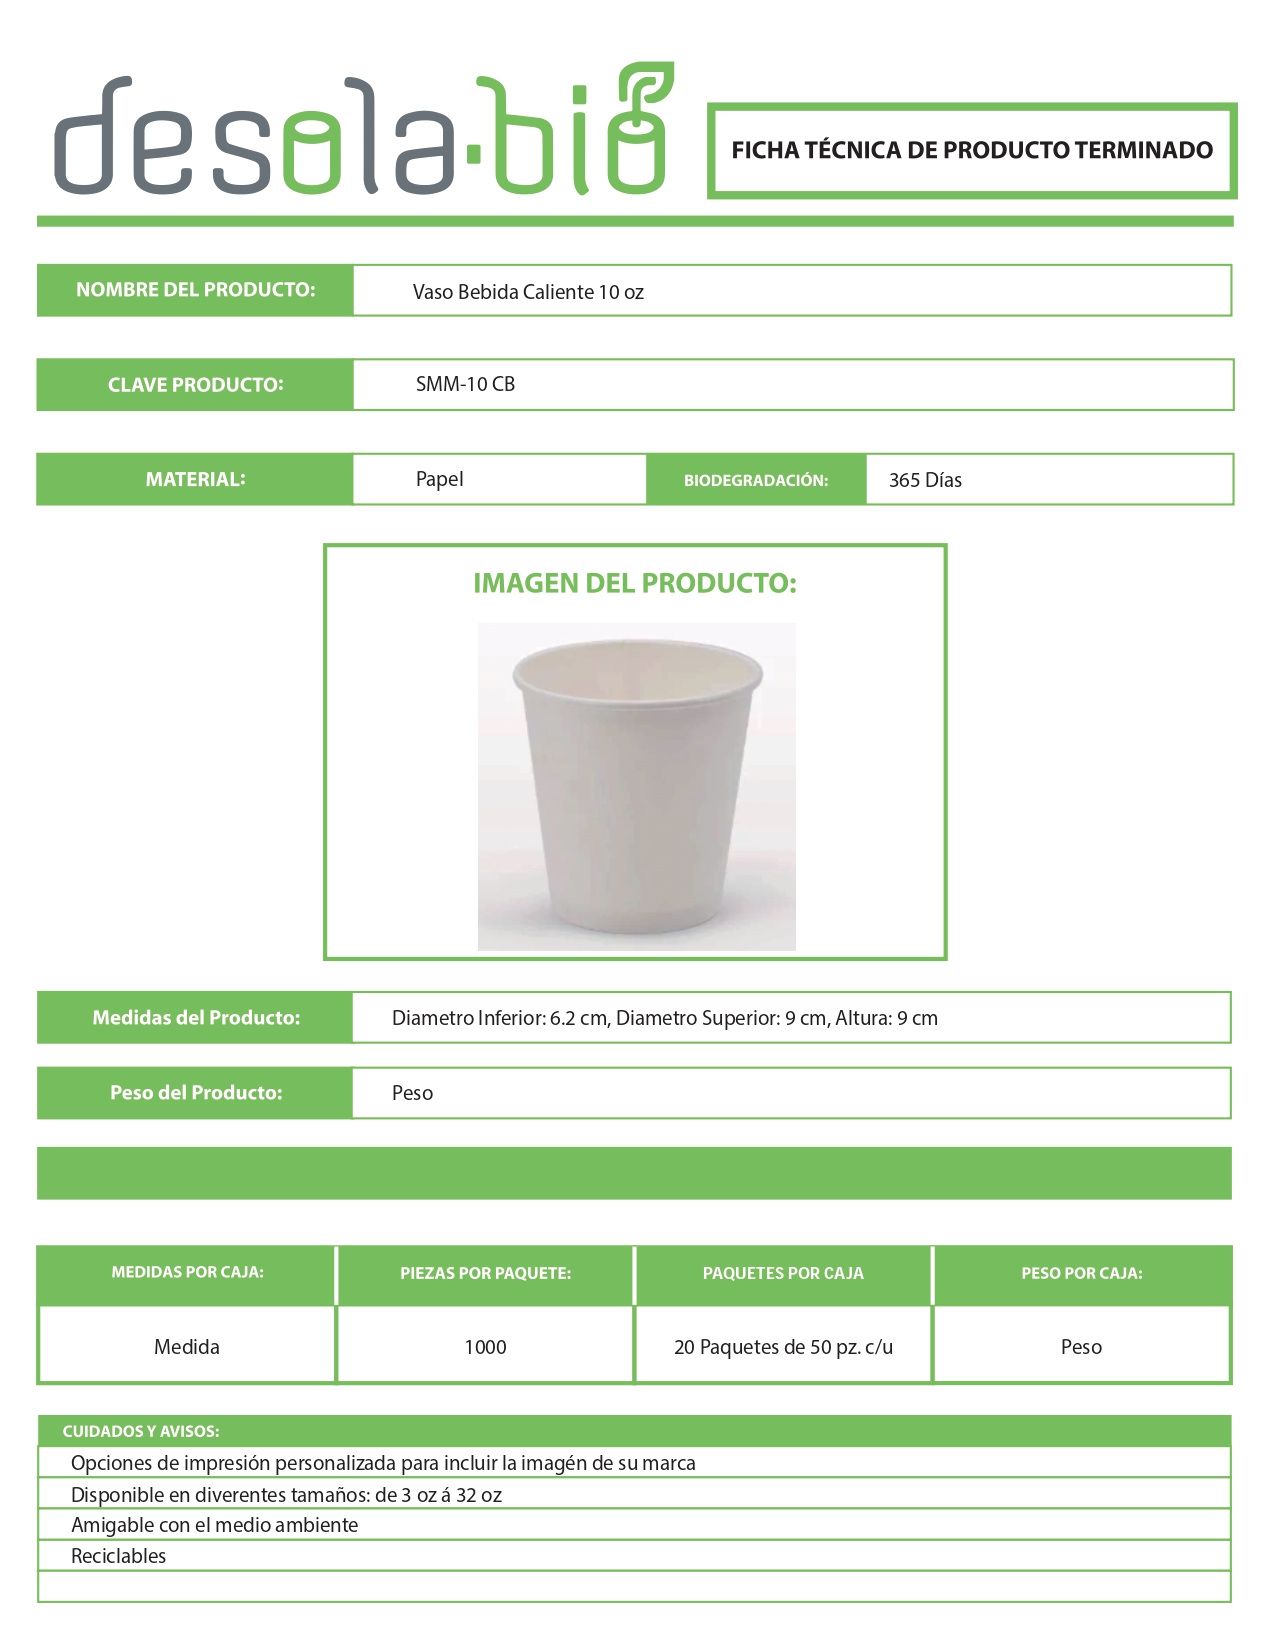 desola.bio
FICHA TÉCNICA DE PRODUCTO TERMINADO
NOMBRE DEL PRODUCTO:
Vaso Bebida Caliente 10 oz
CLAVE PRODUCTO:
SMM-10 CB
MATERIAL:
Papel
BIODEGRADACIÓN:
365 Días
IMAGEN DEL PRODUCTO:
Medidas del Producto:
Diametro Inferior: 6.2 cm, Diametro Superior: 9 cm, Altura: 9 cm
Peso del Producto:
Peso
MEDIDAS POR CAJA:
PIEZAS POR PAQUETE:
PAQUETES POR CAJA
PESO POR CAJA:
Medida
1000
20 Paquetes de 50 pz. c/u
Peso
CUIDADOS Y AVISOS:
Opciones de impresión personalizada para incluir la imagén de su marca
Disponible en diverentes tamaños: de 3 oz á 32 oz
Amigable con el medio ambiente
Reciclables